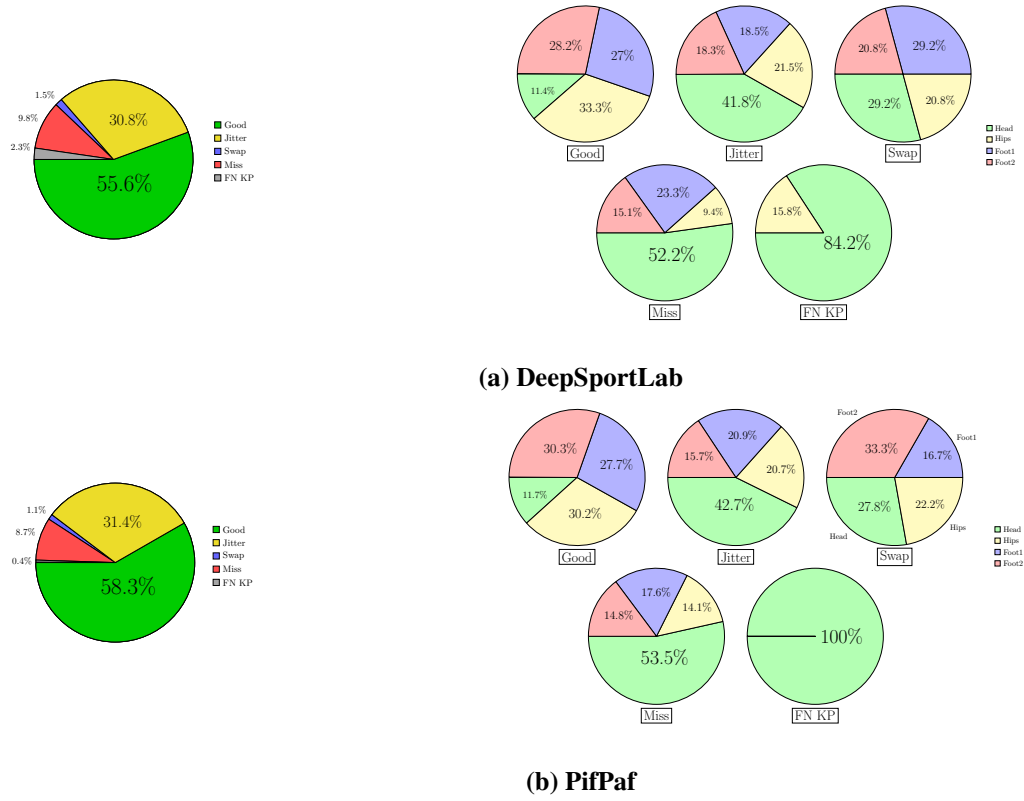 1.5%
9.8%
2.3%
30.8%
55.6%
Good
Jitter
Swap
Miss
FN KP
28.2%
27%
11.4%
33.3%
Good
18.3%
18.5%
21.5%
41.8%
Jitter
20.8%
29.2%
29.2%
20.8%
Swap
Head
Hips
Foot1
Foot2
15.1%
23.3%
9.4%
52.2%
Miss
15.8%
84.2%
FN KP
(a) DeepSportLab
1.1%
8.7%
0.4%
31.4%
58.3%
Good
Jitter
Swap
Miss
FN KP
30.3%
27.7%
11.7%
30.2%
Good
15.7%
20.9%
20.7%
42.7%
Jitter
Foot2
Foot1
33.3%
16.7%
27.8%
22.2%
Head
Hips
Swap
Head
Hips
Foot1
Foot2
14.8%
17.6%
14.1%
53.5%
Miss
100%
FN KP
(b) PifPaf